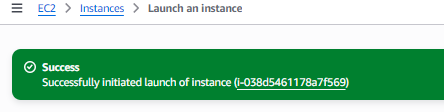 EC2 > Instances > Launch an instance
Success
Successfully initiated launch of instance (i-038d5461178a7f569)